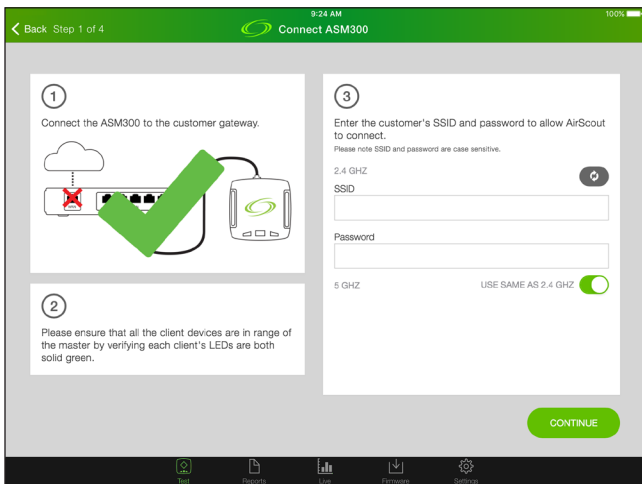 9:24 AM
100%
Back Step 1 of 4
Connect ASM300
1
Connect the ASM300 to the customer gateway.
2
Please ensure that all the client devices are in range of
the master by verifying each client's LEDs are both
solid green.
3
Enter the customer's SSID and password to allow AirScout
to connect.
Please note SSID and password are case sensitive.
2.4 GHZ
SSID
Password
5 GHZ
USE SAME AS 2.4 GHZ
CONTINUE
Test
Reports
Live
Firmware
Settings